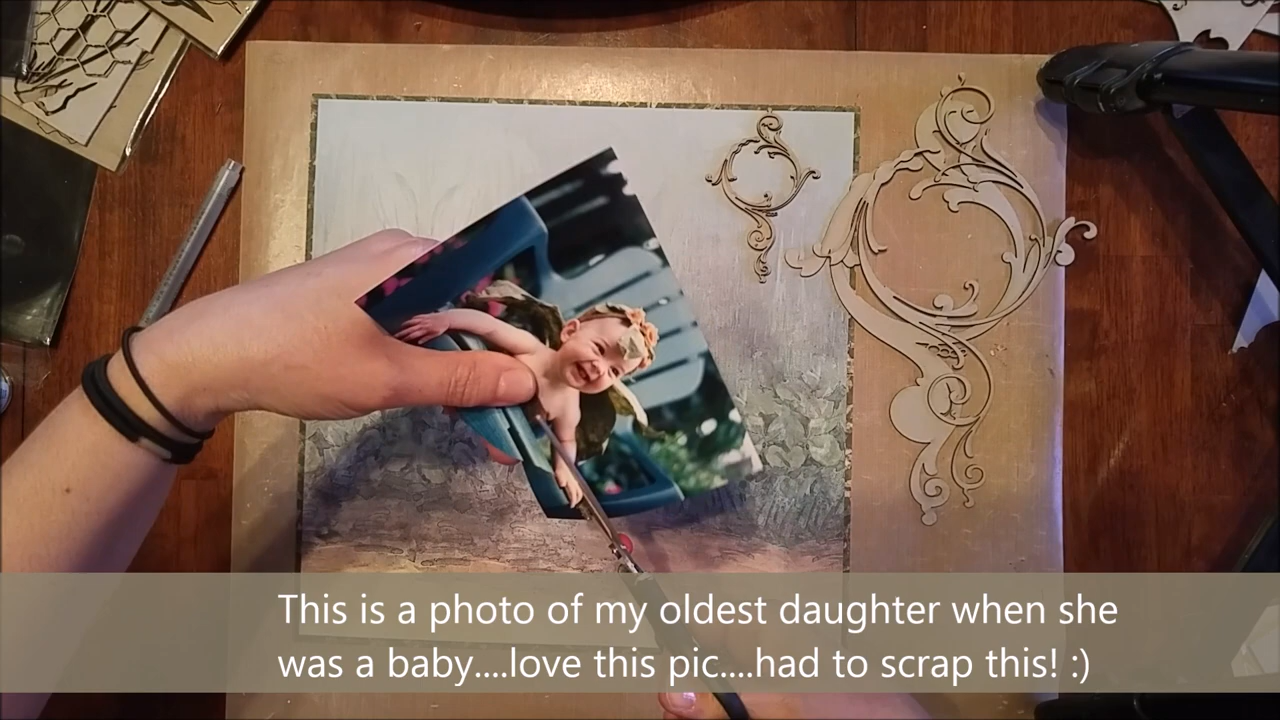 This is a photo of my oldest daughter when she
was a baby....love this pic....had to scrap this! :)